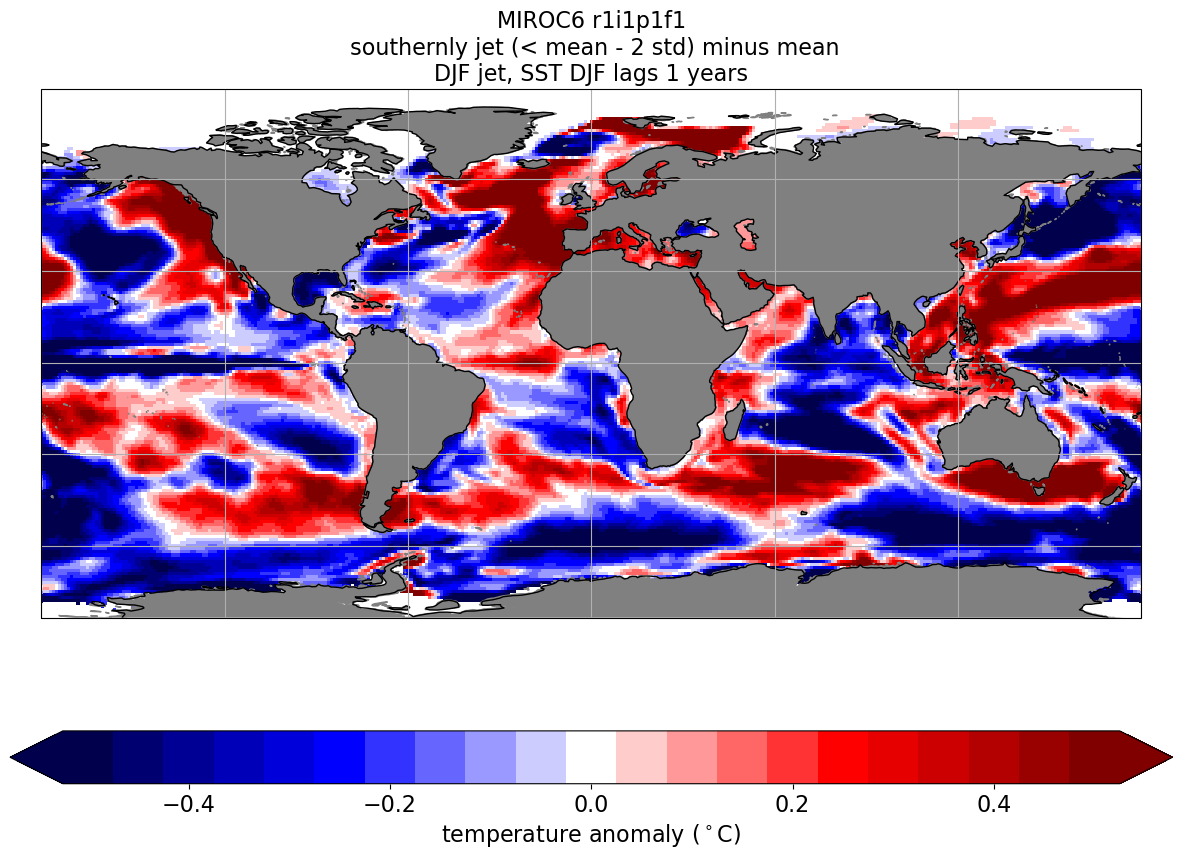 MIROC6 r1i1p1f1
southernly jet (< mean - 2 std) minus mean
DJF jet, SST DJF lags 1 years
−0.4 −0.2 0.0 0.2 0.4
temperature anomaly (°C)